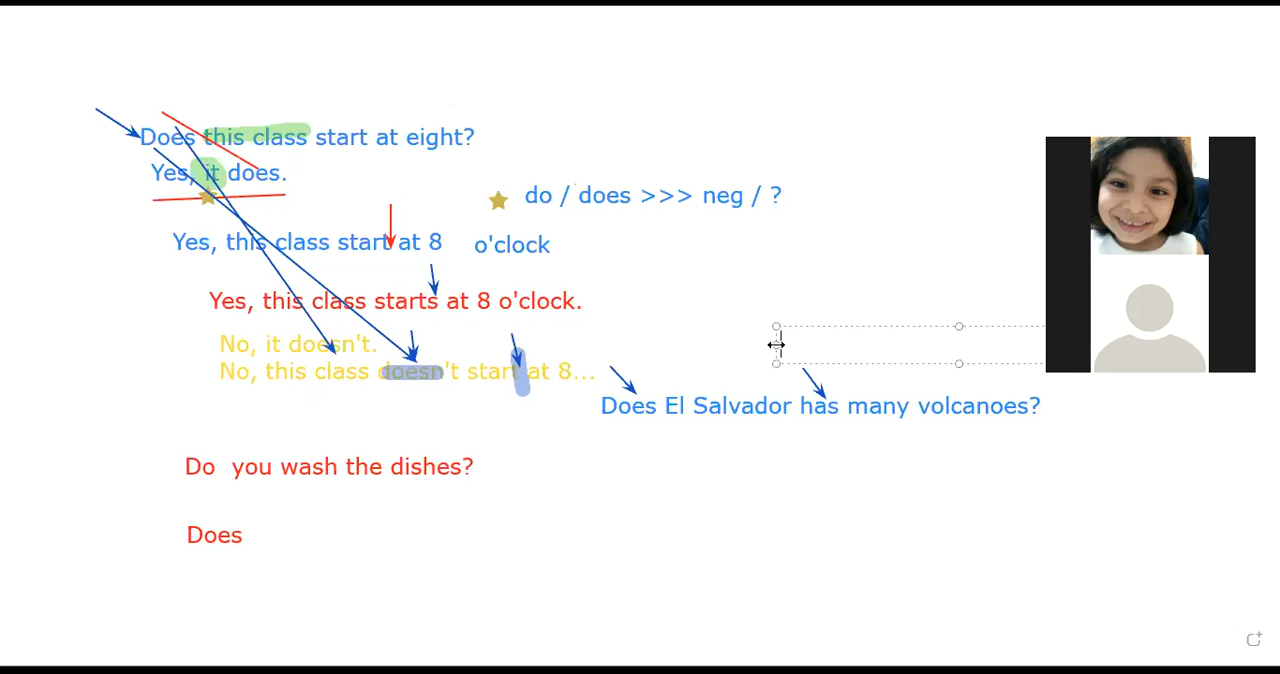 Does this class start at eight?
Yes, it does.
do / does >>> neg / ?
Yes, this class start at 8 o'clock
Yes, this class starts at 8 o'clock.
No, it doesn't.
No, this class doesn't start at 8...
Does El Salvador has many volcanoes?
Do you wash the dishes?
Does